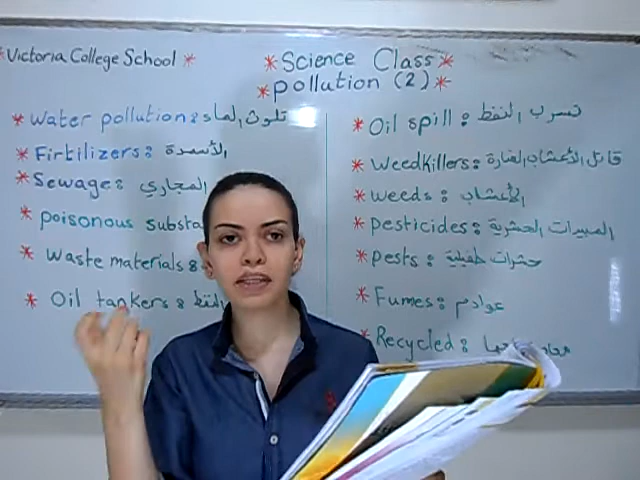 *Victoria College School *
*Science Class*
*pollution (2)*
* Water pollution: تلوث الماء
* Firtilizers: الأسمدة
* Sewage: المجاري
* poisonous substa
* Waste materials:
* Oil tankers:
* Oil spill: تسرب النفط
* Weedkillers: قاتل الأعشاب الضارة
* weeds: الأعشاب
* pesticides: المبيدات الحشرية
* pests: حشرات طفيلية
* Fumes: عوادم
* Recycled: